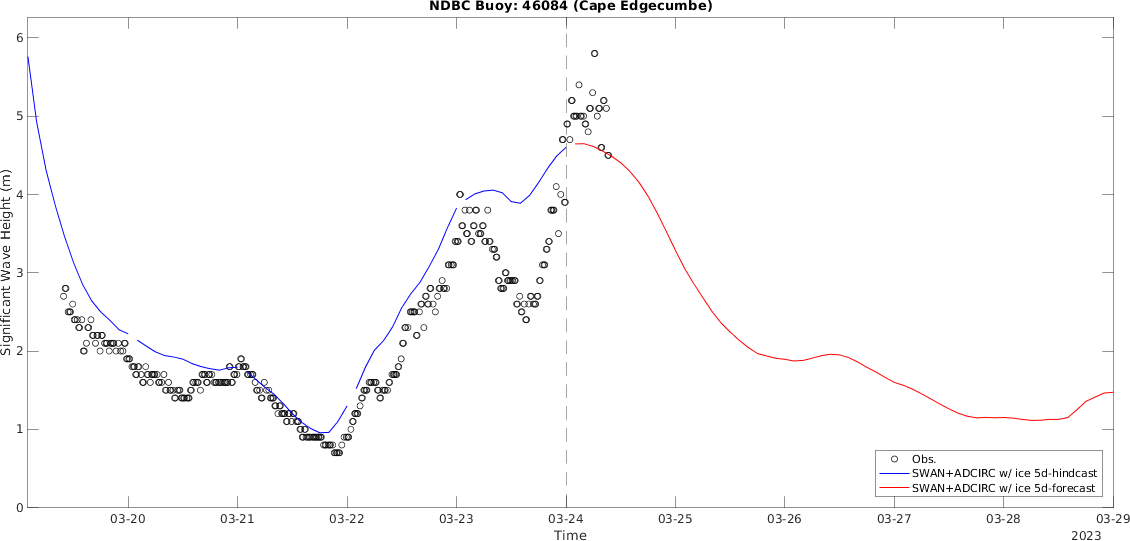 NDBC Buoy: 46084 (Cape Edgecumbe)
Significant Wave Height (m)
6
5
4
3
2
1
0
Obs.
SWAN+ADCIRC w/ ice 5d-hindcast
SWAN+ADCIRC w/ ice 5d-forecast
03-20 03-21 03-22 03-23 03-24 03-25 03-26 03-27 03-28 03-29
Time
2023